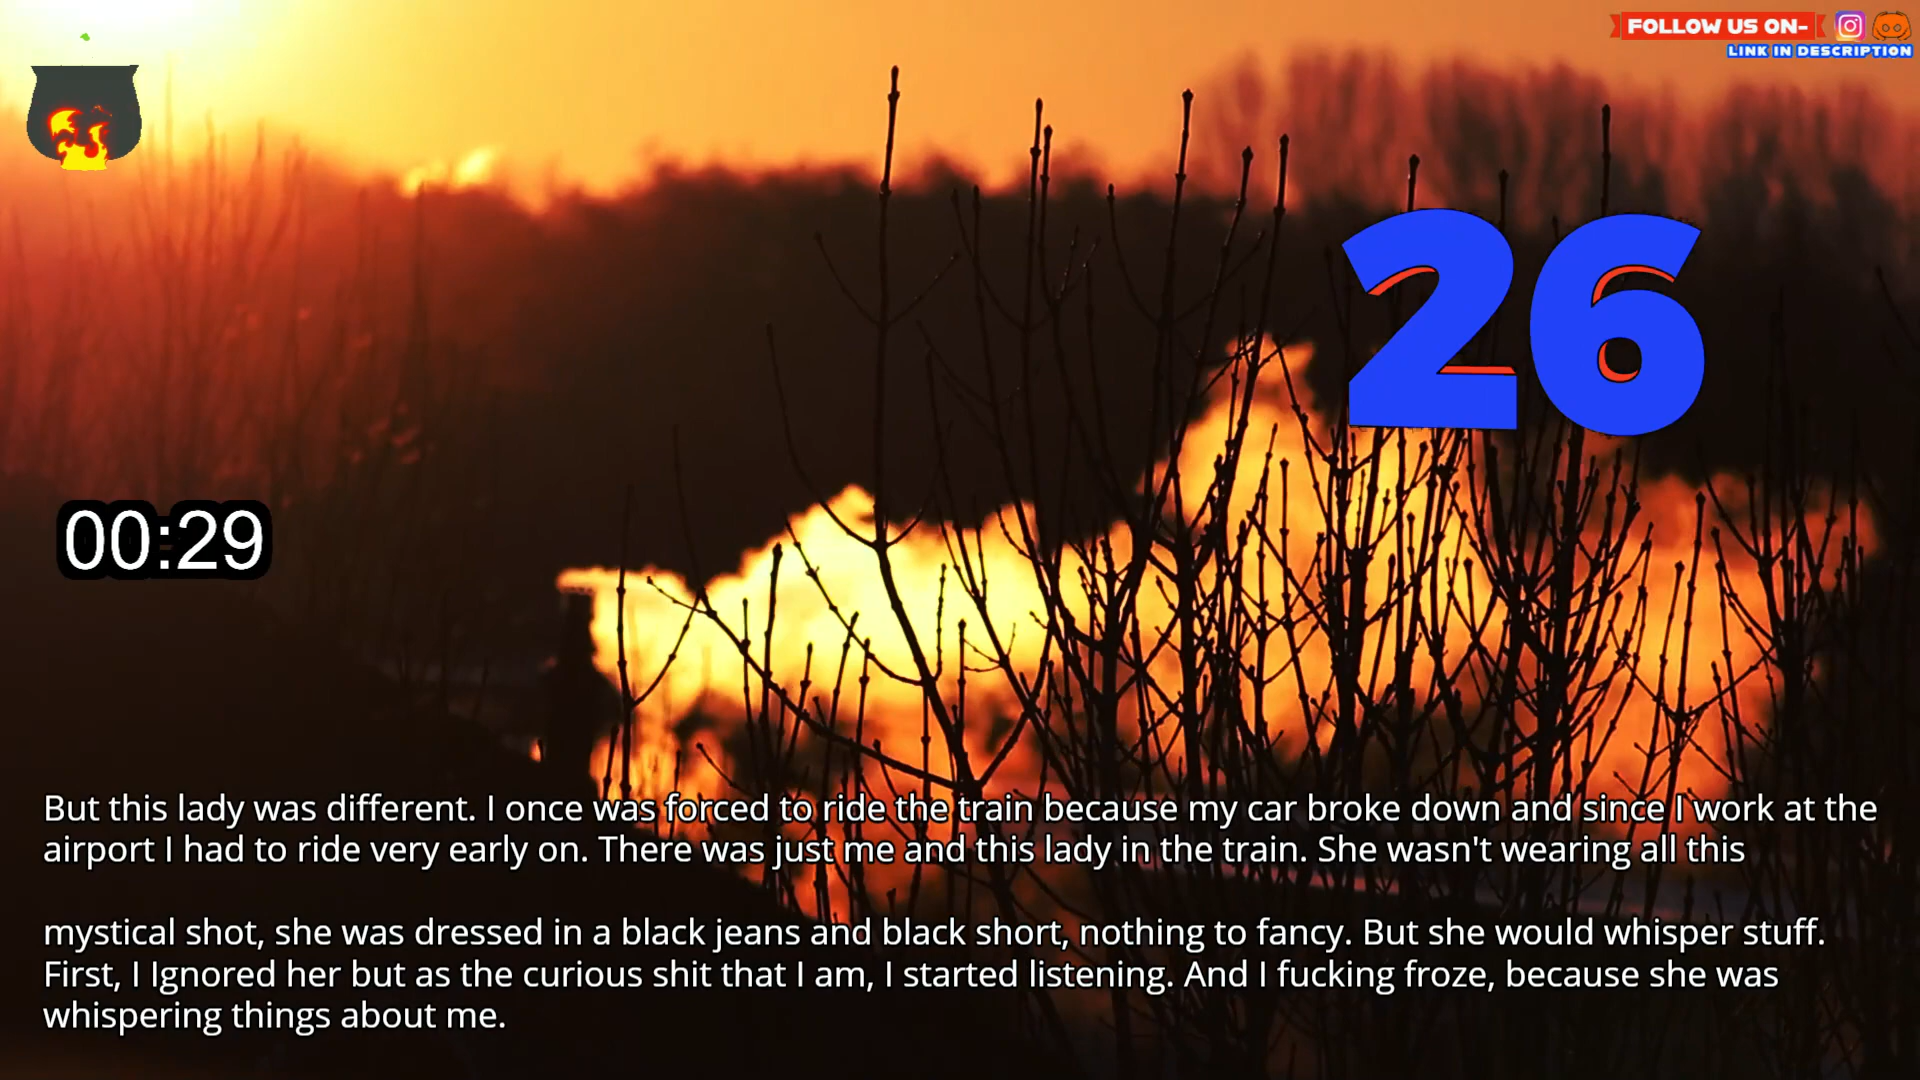 FOLLOW US ON-
LINK IN DESCRIPTION
26
00:29
But this lady was different. I once was forced to ride the train because my car broke down and since I work at the
airport I had to ride very early on. There was just me and this lady in the train. She wasn't wearing all this
mystical shot, she was dressed in a black jeans and black short, nothing to fancy. But she would whisper stuff.
First, I Ignored her but as the curious shit that I am, I started listening. And I fucking froze, because she was
whispering things about me.